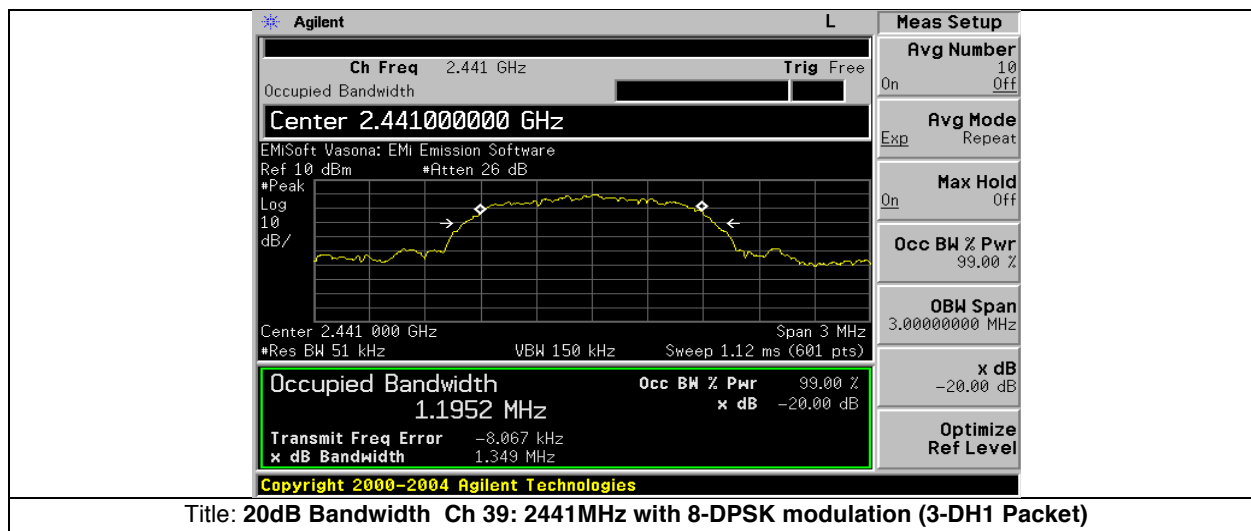 Agilent L
Ch Freq 2.441 GHz Trig Free
Occupied Bandwidth
Center 2.441000000 GHz
EMiSoft Vasona: EMi Emission Software
Ref 10 dBm #Atten 26 dB
#Peak
Log
10
dB/
Center 2.441 000 GHz Span 3 MHz
#Res BW 51 kHz VBW 150 kHz Sweep 1.12 ms (601 pts)
Occupied Bandwidth Occ BW % Pwr 99.00 %
1.1952 MHz x dB -20.00 dB
Transmit Freq Error -8.067 kHz
x dB Bandwidth 1.349 MHz
Copyright 2000-2004 Agilent Technologies
Meas Setup
Avg Number
10
On Off
Avg Mode
Exp Repeat
Max Hold
On Off
Occ BW % Pwr
99.00 %
OBW Span
3.00000000 MHz
x dB
-20.00 dB
Optimize
Ref Level
Title: 20dB Bandwidth Ch 39: 2441MHz with 8-DPSK modulation (3-DH1 Packet)